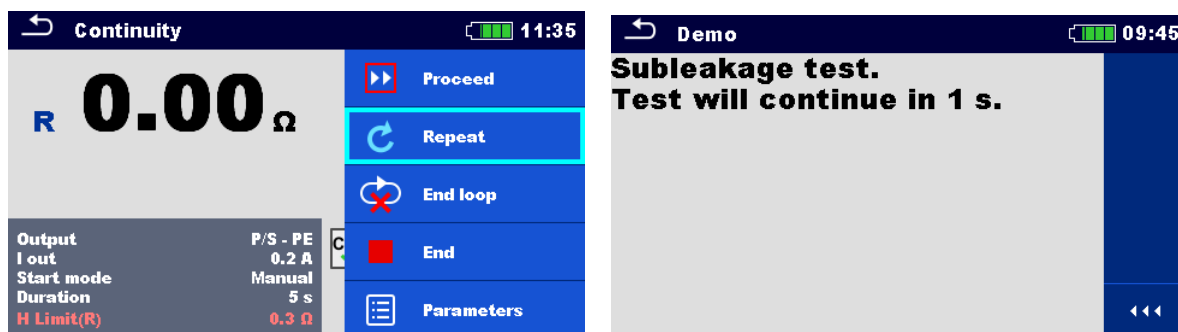 Continuity 11:35
R 0.00 Ω
Output P/S - PE
I out 0.2 A
Start mode Manual
Duration 5 s
H Limit(R) 0.3 Ω
C
Proceed
Repeat
End loop
End
Parameters
Demo 09:45
Subleakage test.
Test will continue in 1 s.